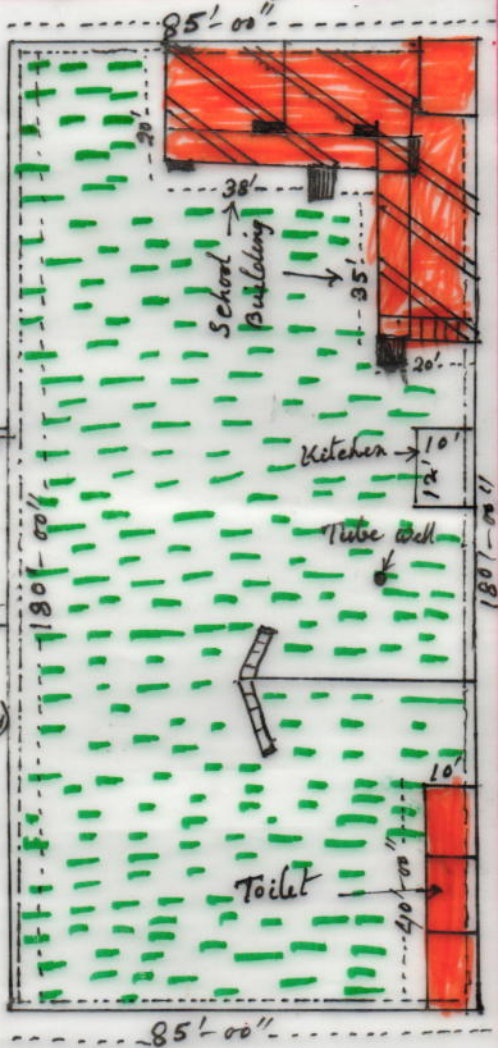 85'-00"
20'
38'
School
Building
35'
20'
Kitchen
10'
12'
180'-00"
180'-00"
Tube well
10'
Toilet
40'-00"
85'-00"